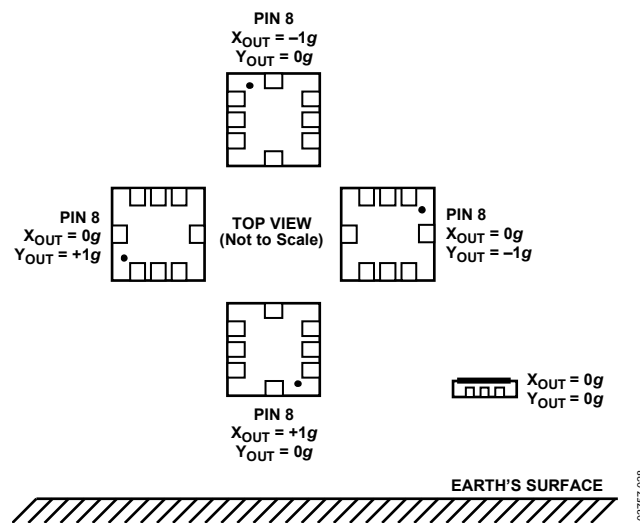 PIN 8
XOUT = –1g
YOUT = 0g
PIN 8
XOUT = 0g
YOUT = +1g
TOP VIEW
(Not to Scale)
PIN 8
XOUT = 0g
YOUT = –1g
PIN 8
XOUT = +1g
YOUT = 0g
XOUT = 0g
YOUT = 0g
EARTH'S SURFACE